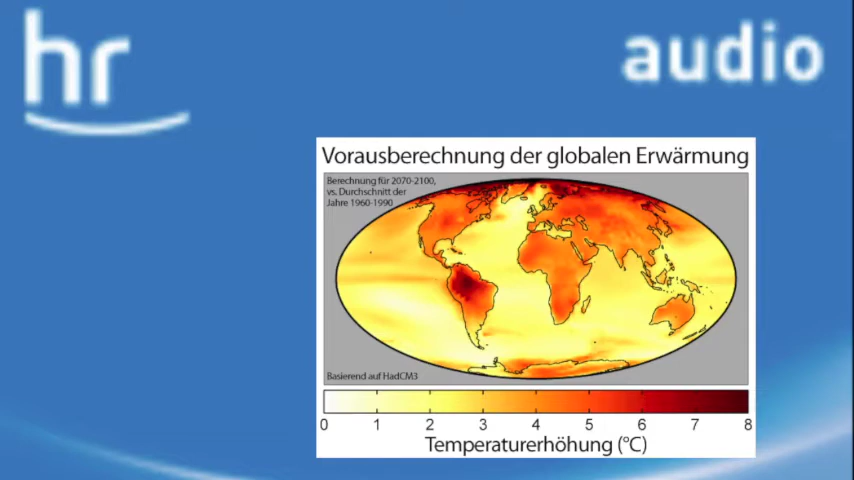 hr
audio
Vorausberechnung der globalen Erwärmung
Berechnung für 2070-2100,
vs. Durchschnitt der
Jahre 1960-1990
Basierend auf HadCM3
0 1 2 3 4 5 6 7 8
Temperaturerhöhung (°C)